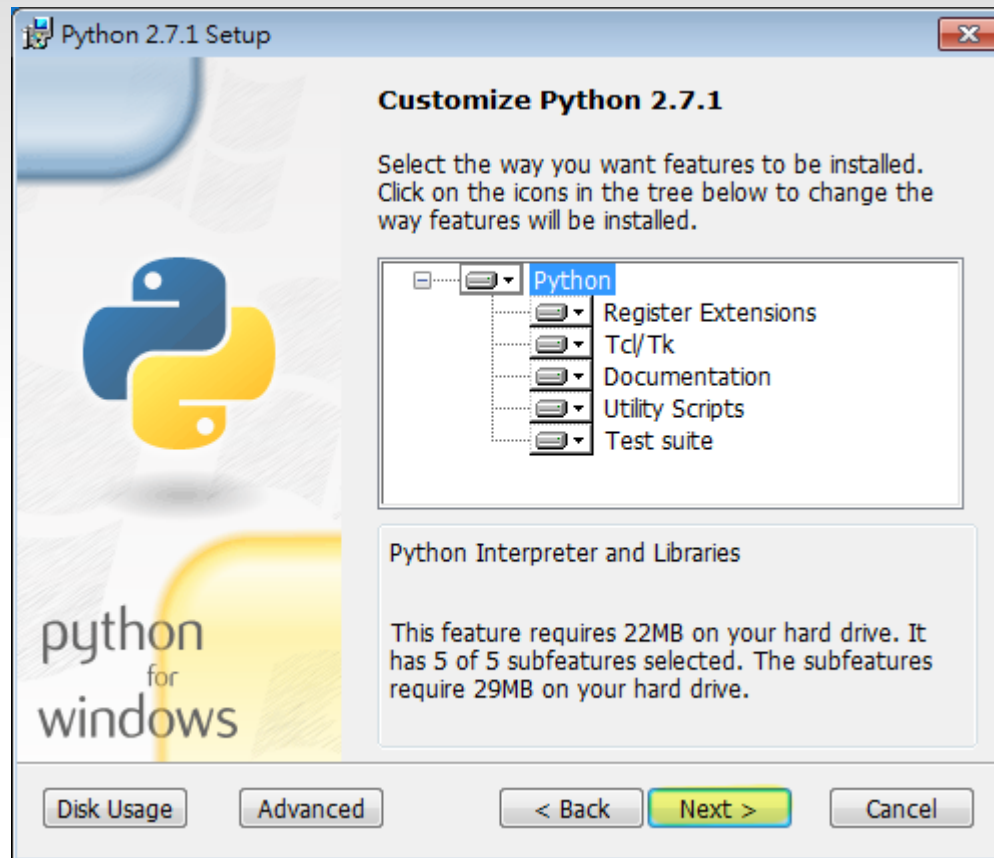 Python 2.7.1 Setup
Customize Python 2.7.1
Select the way you want features to be installed.
Click on the icons in the tree below to change the
way features will be installed.
Python
Register Extensions
Tcl/Tk
Documentation
Utility Scripts
Test suite
Python Interpreter and Libraries
This feature requires 22MB on your hard drive. It
has 5 of 5 subfeatures selected. The subfeatures
require 29MB on your hard drive.
python
for
windows
Disk Usage Advanced < Back Next > Cancel